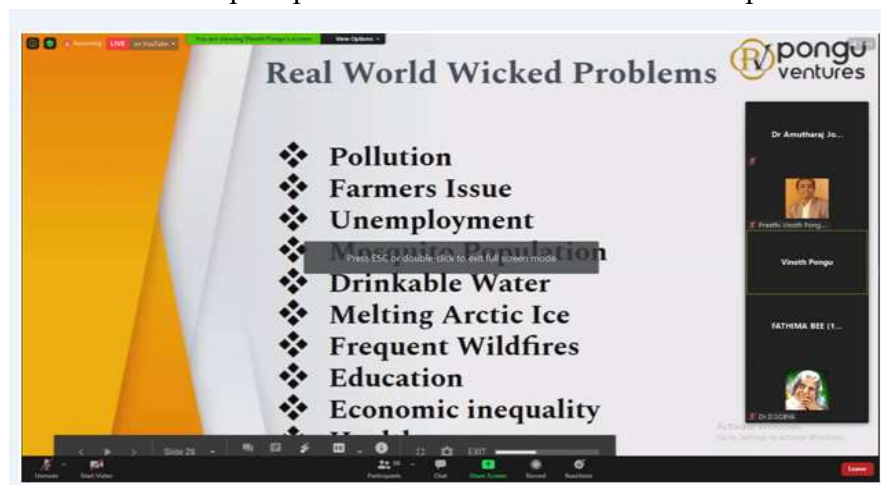 Recording LIVE on YouTube You are viewing Vinoth Pongu's screen View Options
Real World Wicked Problems
RV pongu
ventures
Pollution
Farmers Issue
Unemployment
Mosquito Population
Press ESC or double-click to exit full screen mode
Drinkable Water
Melting Arctic Ice
Frequent Wildfires
Education
Economic inequality
Dr Amutharaj Jo...
Preethi Vinoth Pong...
Vinoth Pongu
FATHIMA BEE (1...
Dr.D.SOBYA
Activate Windows
Go to Settings to activate Windows.
Slide 28 EXIT
Unmute Start Video Participants Chat Share Screen Record Reactions Leave